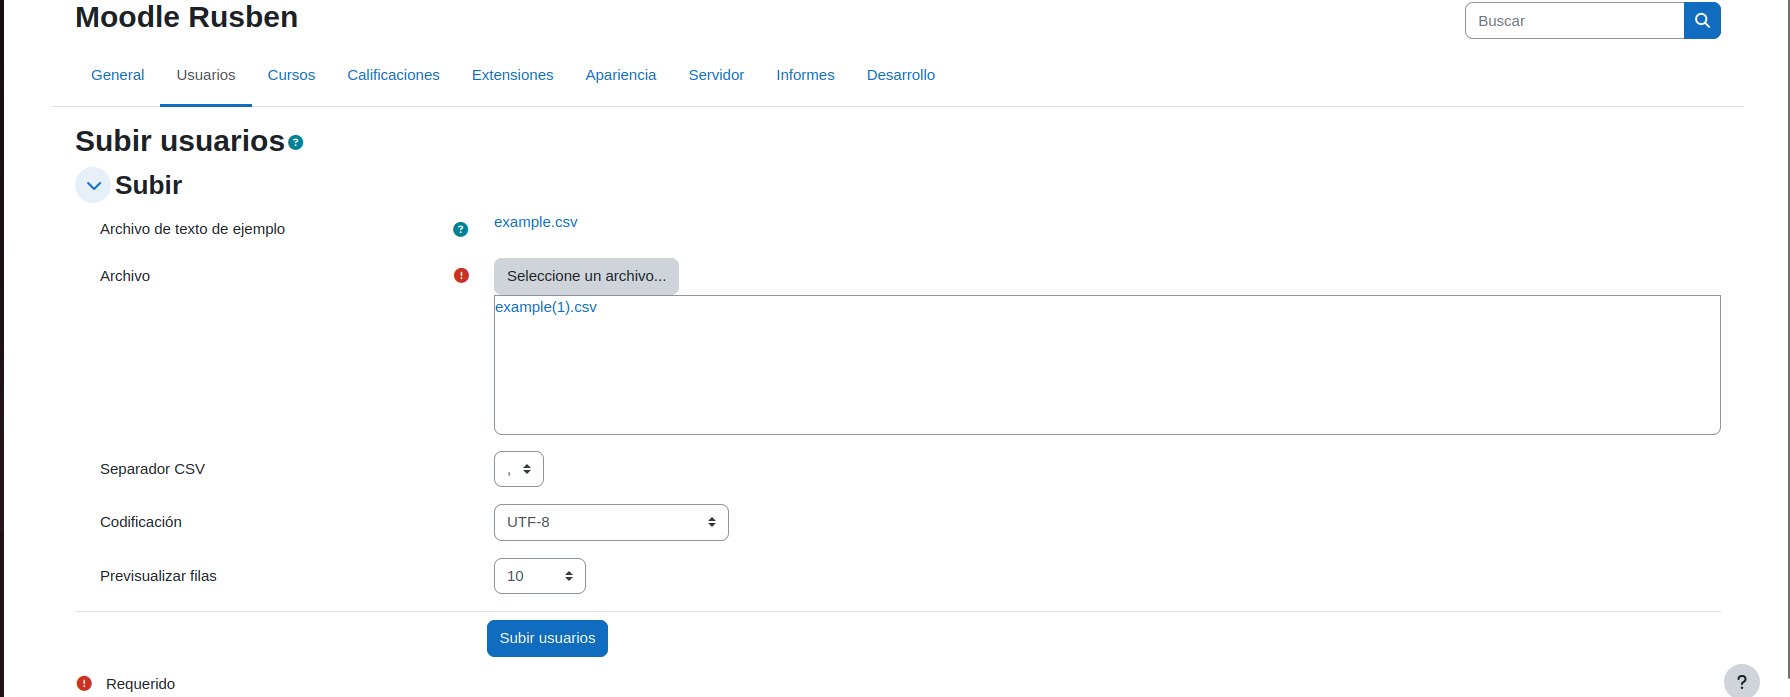 Moodle Rusben
Buscar
General Usuarios Cursos Calificaciones Extensiones Apariencia Servidor Informes Desarrollo
Subir usuarios ?
Subir
Archivo de texto de ejemplo ? example.csv
Archivo ! Seleccione un archivo...
example(1).csv
Separador CSV ,
Codificación UTF-8
Previsualizar filas 10
Subir usuarios
! Requerido
?